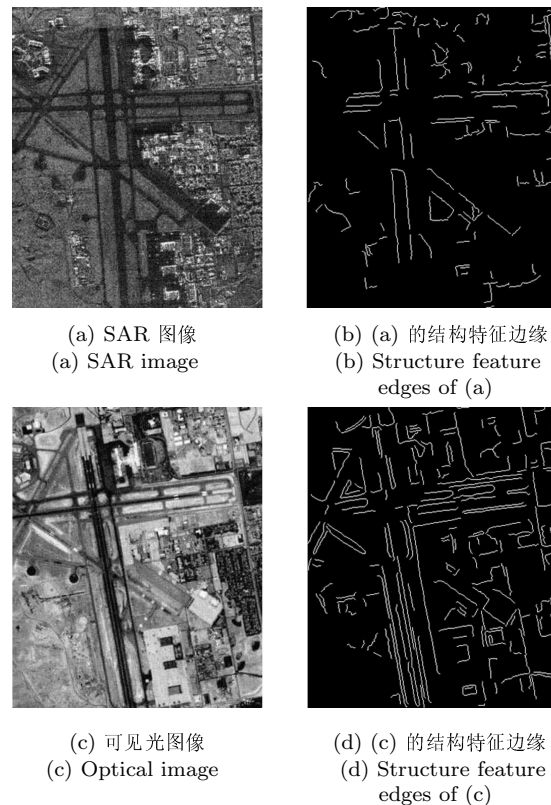 (a) SAR 图像
(a) SAR image
(b) (a) 的结构特征边缘
(b) Structure feature
edges of (a)
(c) 可见光图像
(c) Optical image
(d) (c) 的结构特征边缘
(d) Structure feature
edges of (c)